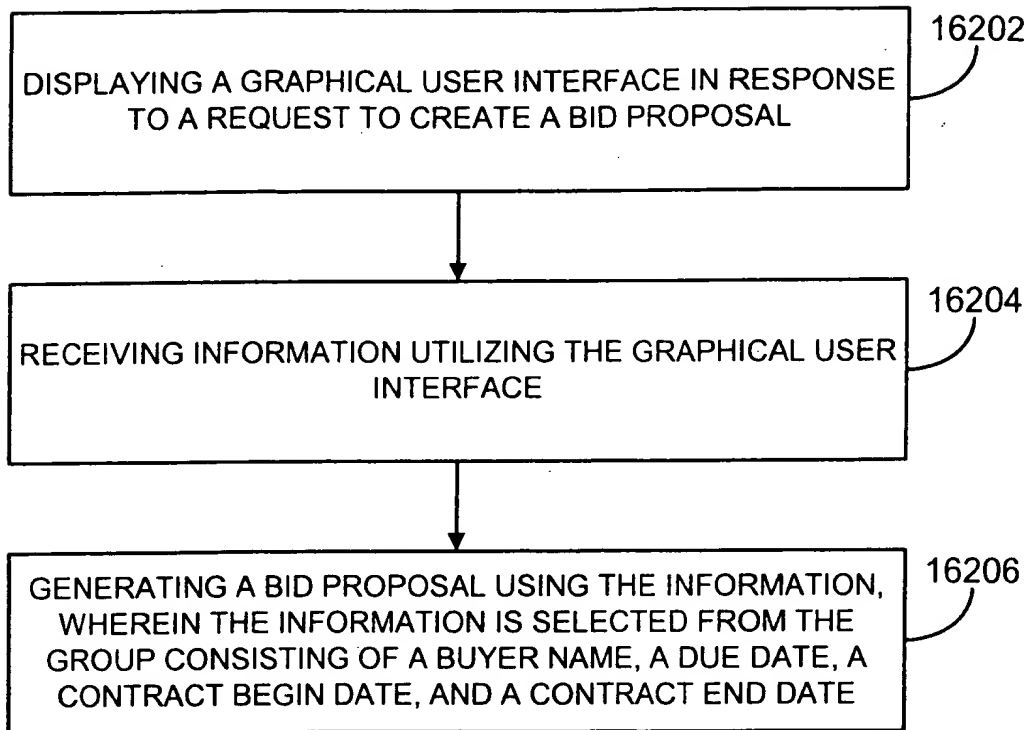 16202
DISPLAYING A GRAPHICAL USER INTERFACE IN RESPONSE
TO A REQUEST TO CREATE A BID PROPOSAL
16204
RECEIVING INFORMATION UTILIZING THE GRAPHICAL USER
INTERFACE
16206
GENERATING A BID PROPOSAL USING THE INFORMATION,
WHEREIN THE INFORMATION IS SELECTED FROM THE
GROUP CONSISTING OF A BUYER NAME, A DUE DATE, A
CONTRACT BEGIN DATE, AND A CONTRACT END DATE